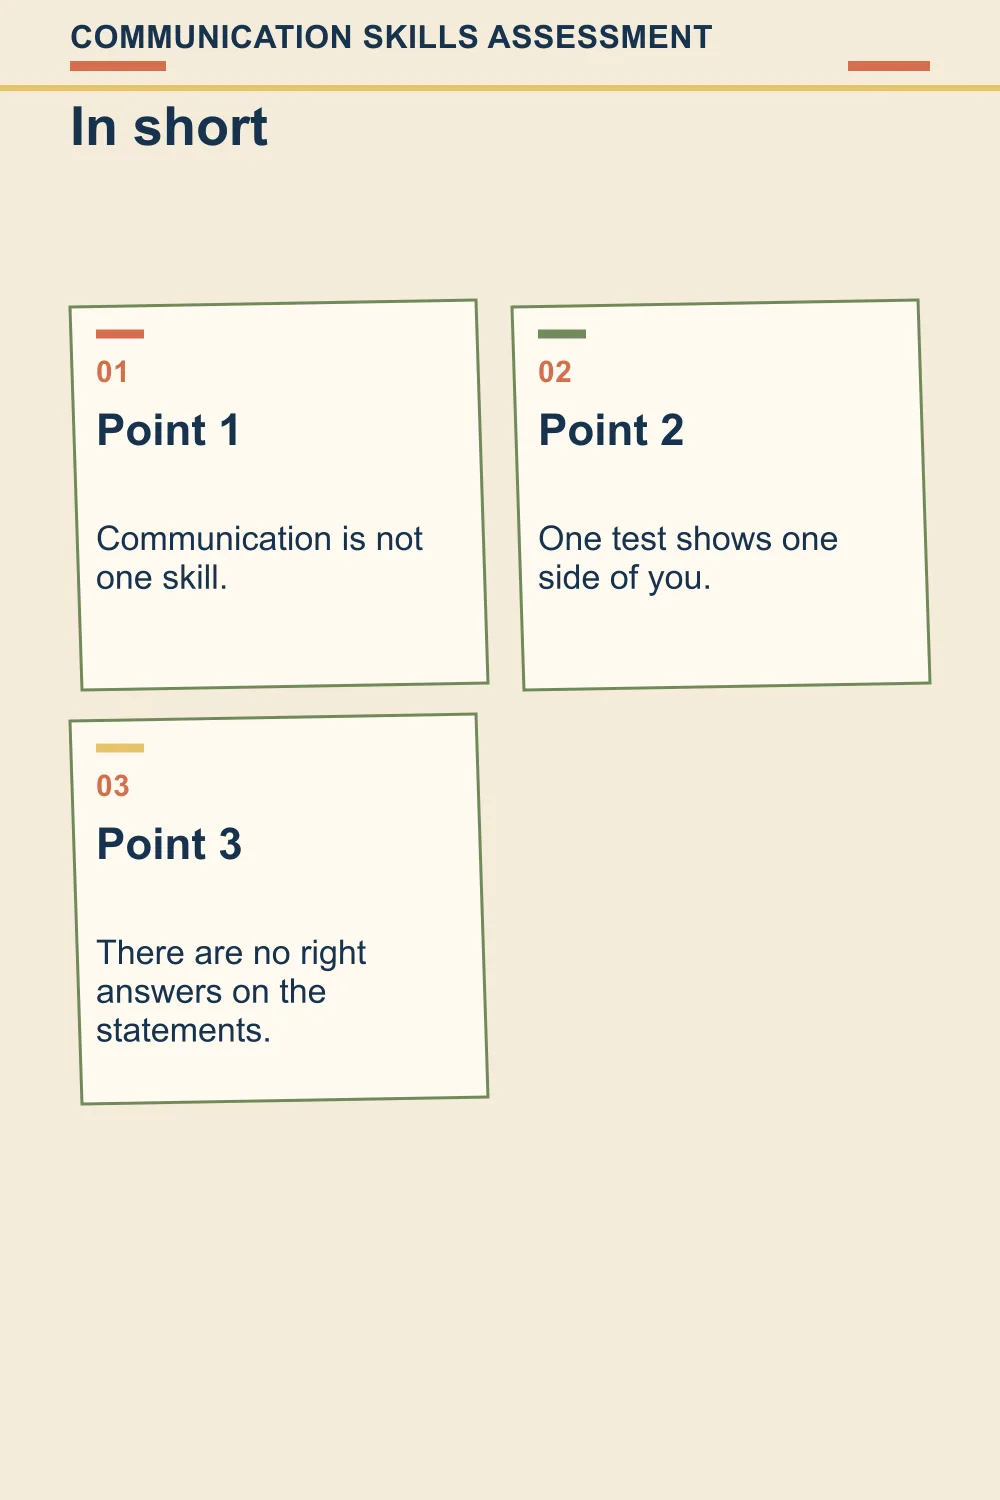 COMMUNICATION SKILLS ASSESSMENT
In short
01
Point 1
Communication is not
one skill.
02
Point 2
One test shows one
side of you.
03
Point 3
There are no right
answers on the
statements.